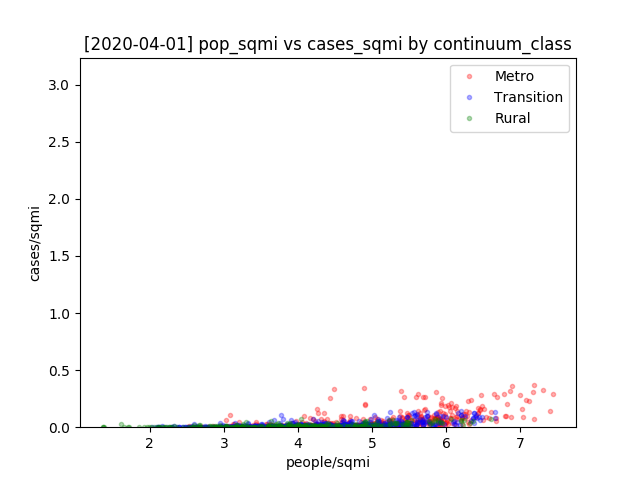 [2020-04-01] pop_sqmi vs cases_sqmi by continuum_class
Metro
Transition
Rural
3.0
2.5
2.0
1.5
1.0
0.5
0.0
cases/sqmi
2 3 4 5 6 7
people/sqmi